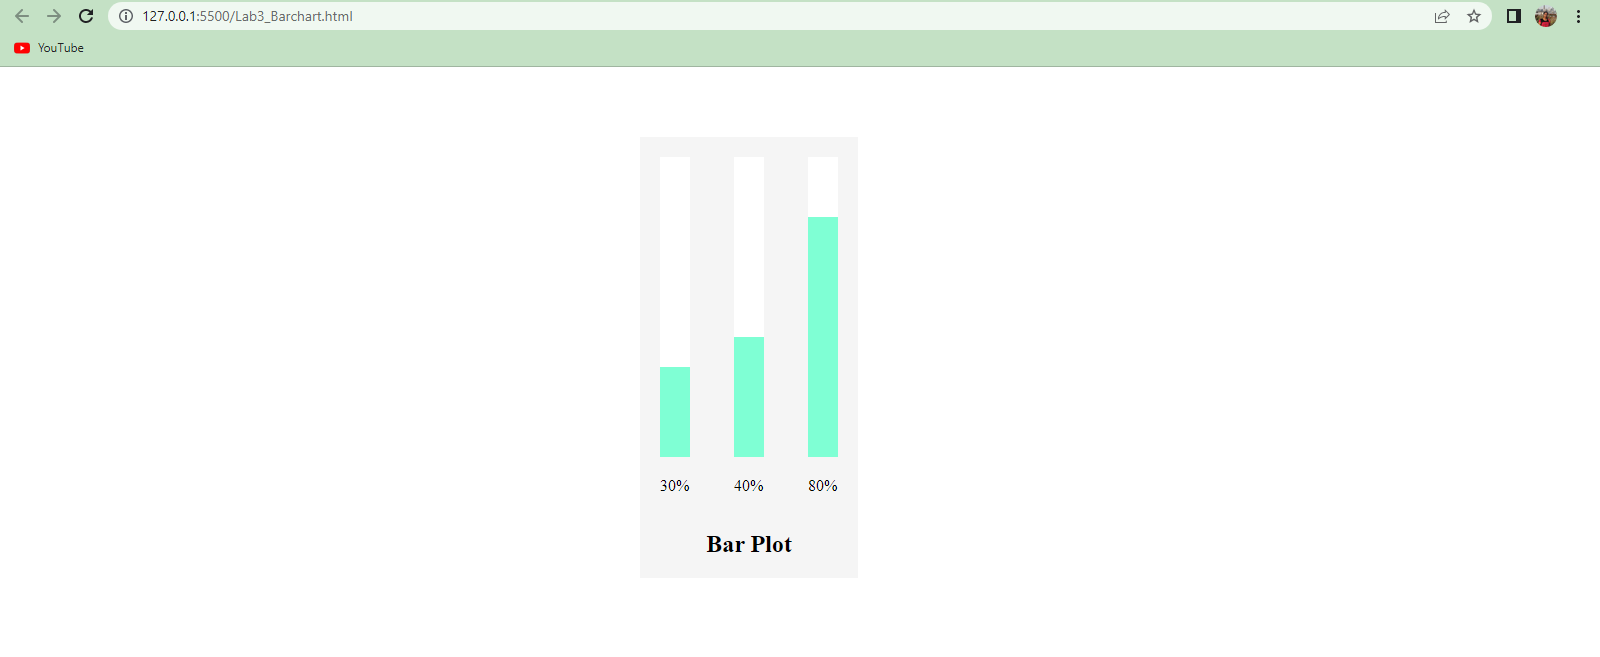 127.0.0.1:5500/Lab3_Barchart.html
YouTube
30% 40% 80%
Bar Plot